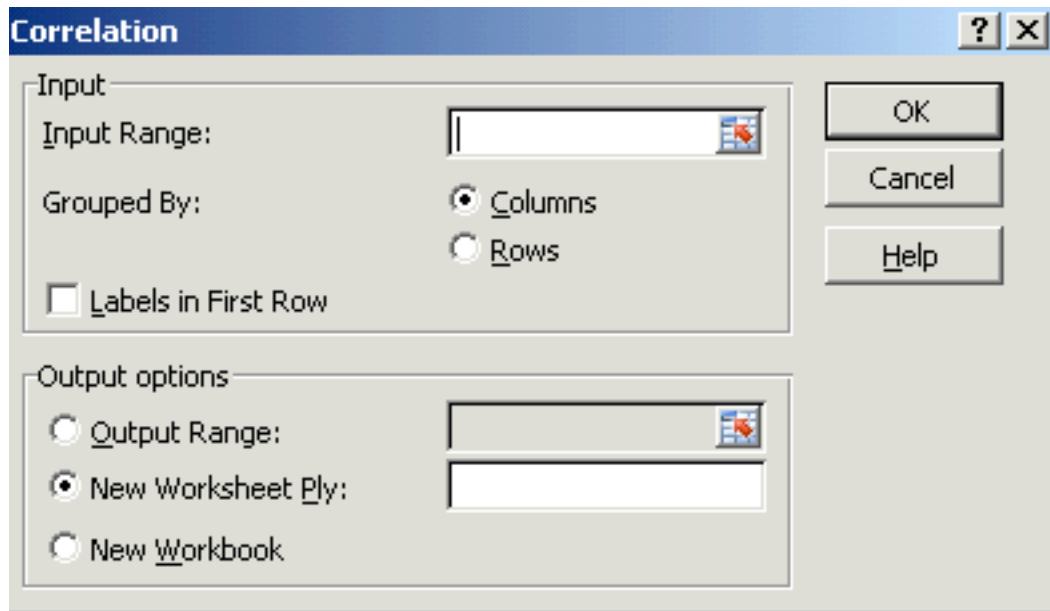 Correlation
Input
Input Range:
Grouped By:
Columns
Rows
Labels in First Row
OK
Cancel
Help
Output options
Output Range:
New Worksheet Ply:
New Workbook